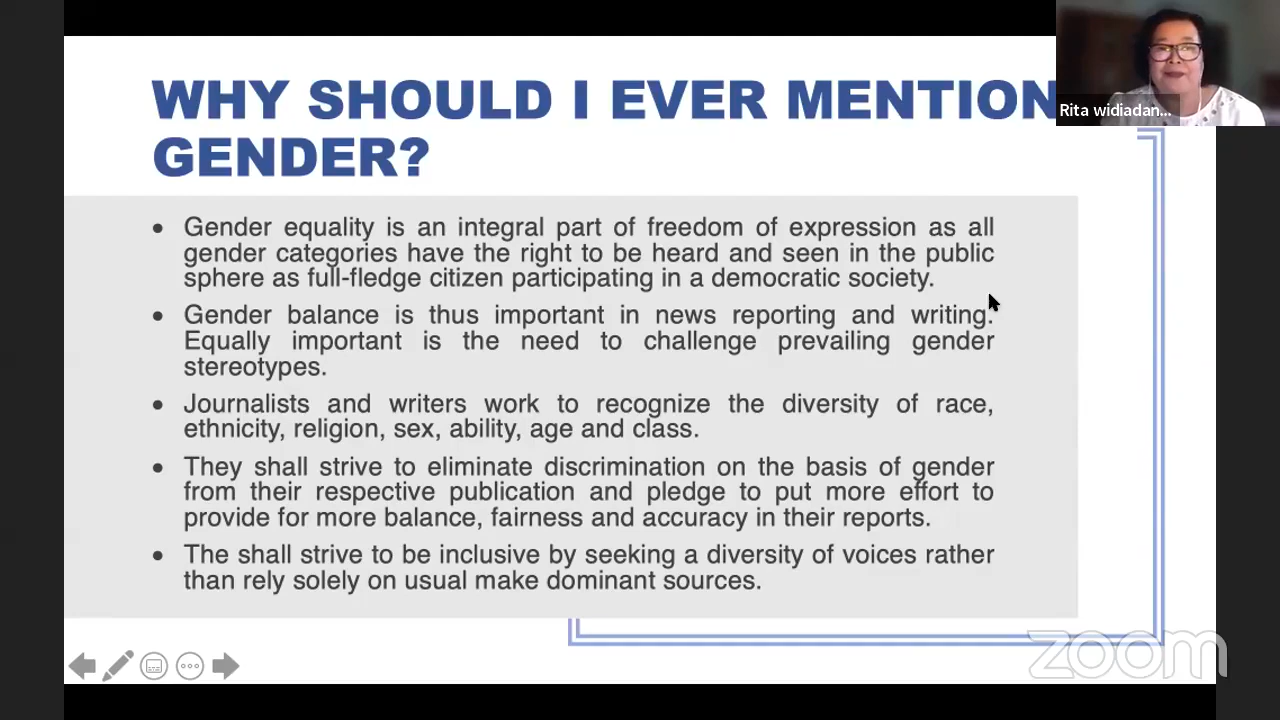 WHY SHOULD I EVER MENTION
GENDER?
Rita widiadan...
• Gender equality is an integral part of freedom of expression as all
gender categories have the right to be heard and seen in the public
sphere as full-fledge citizen participating in a democratic society.
• Gender balance is thus important in news reporting and writing.
Equally important is the need to challenge prevailing gender
stereotypes.
• Journalists and writers work to recognize the diversity of race,
ethnicity, religion, sex, ability, age and class.
• They shall strive to eliminate discrimination on the basis of gender
from their respective publication and pledge to put more effort to
provide for more balance, fairness and accuracy in their reports.
• The shall strive to be inclusive by seeking a diversity of voices rather
than rely solely on usual make dominant sources.
zoom